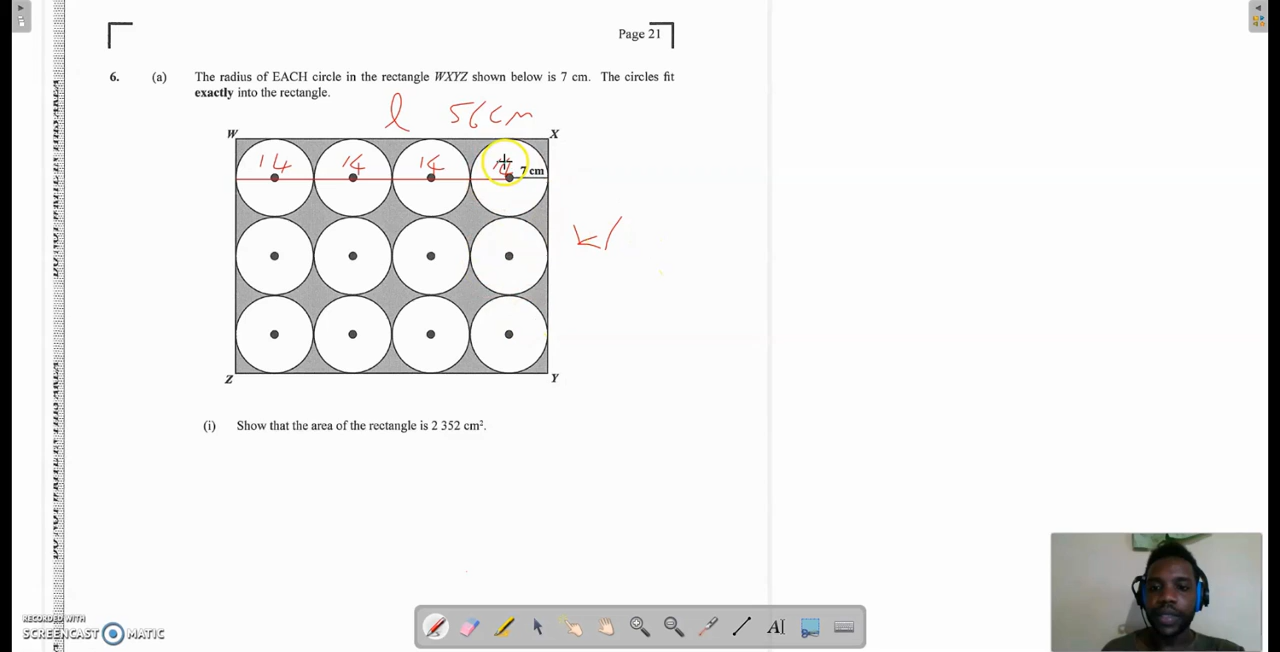 Page 21
6. (a) The radius of EACH circle in the rectangle WXYZ shown below is 7 cm. The circles fit
exactly into the rectangle.
l 56cm
W X
14 14 14 14
7 cm
Z Y
(i) Show that the area of the rectangle is 2 352 cm².
RECORDED WITH
SCREENCAST MATIC
A